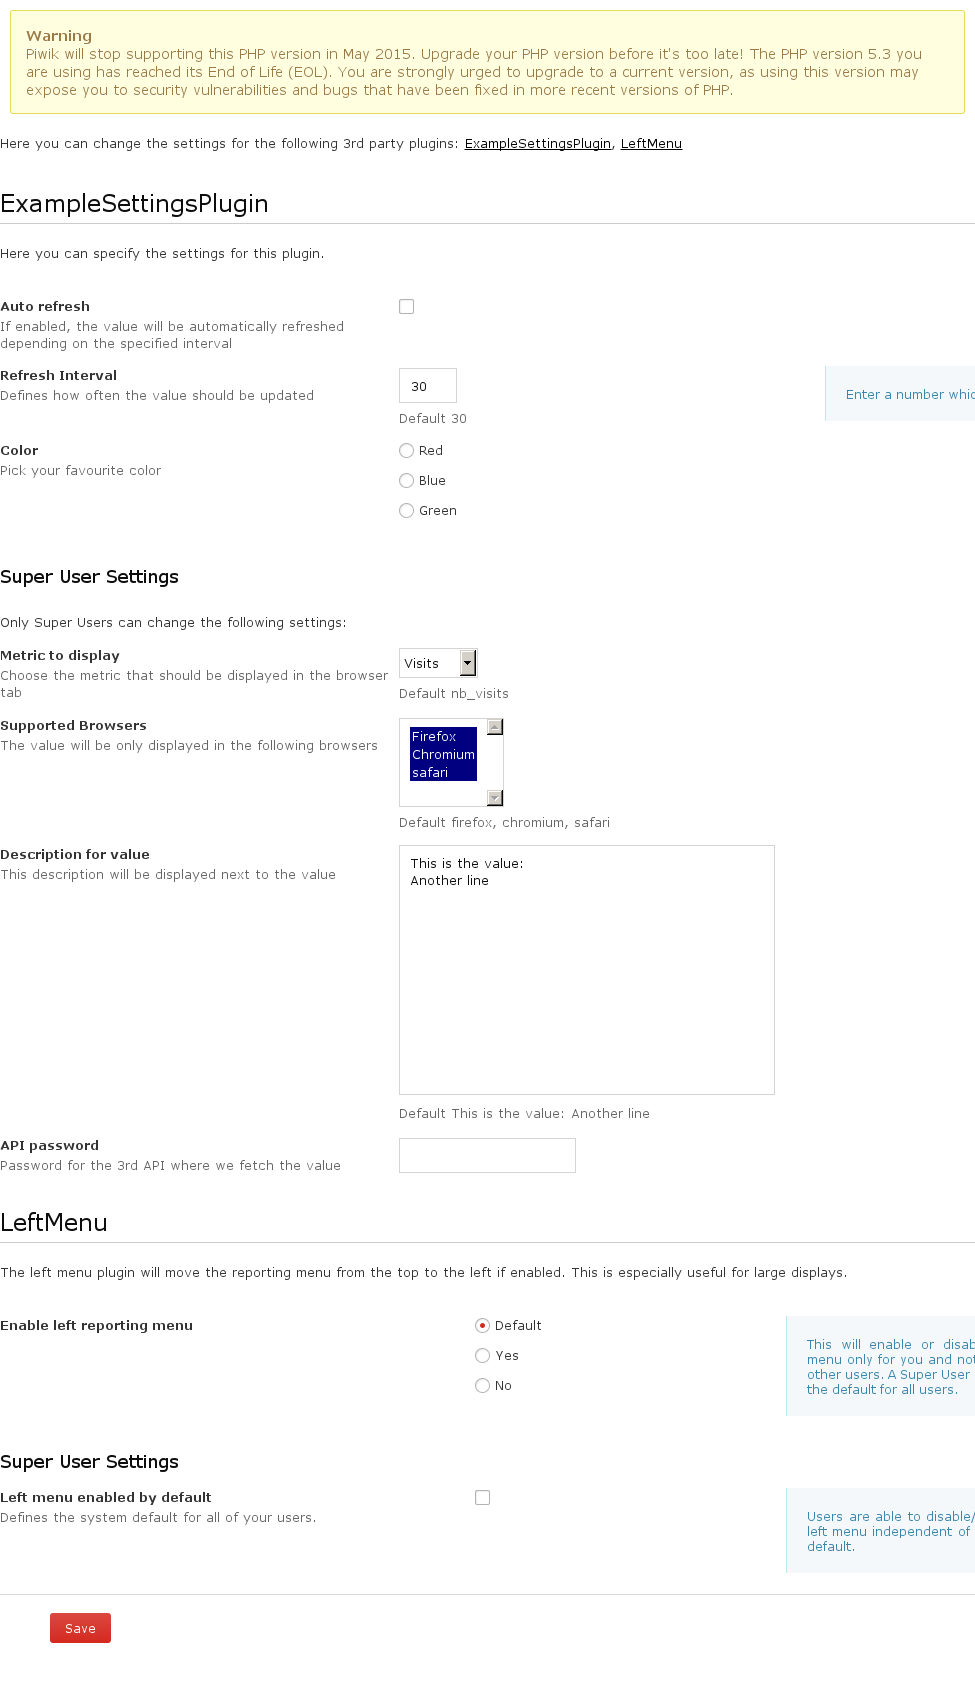 Warning
Piwik will stop supporting this PHP version in May 2015. Upgrade your PHP version before it's too late! The PHP version 5.3 you
are using has reached its End of Life (EOL). You are strongly urged to upgrade to a current version, as using this version may
expose you to security vulnerabilities and bugs that have been fixed in more recent versions of PHP.
Here you can change the settings for the following 3rd party plugins: ExampleSettingsPlugin, LeftMenu
ExampleSettingsPlugin
Here you can specify the settings for this plugin.
Auto refresh
If enabled, the value will be automatically refreshed
depending on the specified interval
Refresh Interval
Defines how often the value should be updated
30
Default 30
Enter a number whic
Color
Pick your favourite color
Red
Blue
Green
Super User Settings
Only Super Users can change the following settings:
Metric to display
Choose the metric that should be displayed in the browser
tab
Visits
Default nb_visits
Supported Browsers
The value will be only displayed in the following browsers
Firefox
Chromium
safari
Default firefox, chromium, safari
Description for value
This description will be displayed next to the value
This is the value:
Another line
Default This is the value: Another line
API password
Password for the 3rd API where we fetch the value
LeftMenu
The left menu plugin will move the reporting menu from the top to the left if enabled. This is especially useful for large displays.
Enable left reporting menu
Default
Yes
No
This will enable or disab
menu only for you and not
other users. A Super User
the default for all users.
Super User Settings
Left menu enabled by default
Defines the system default for all of your users.
Users are able to disable/
left menu independent of
default.
Save